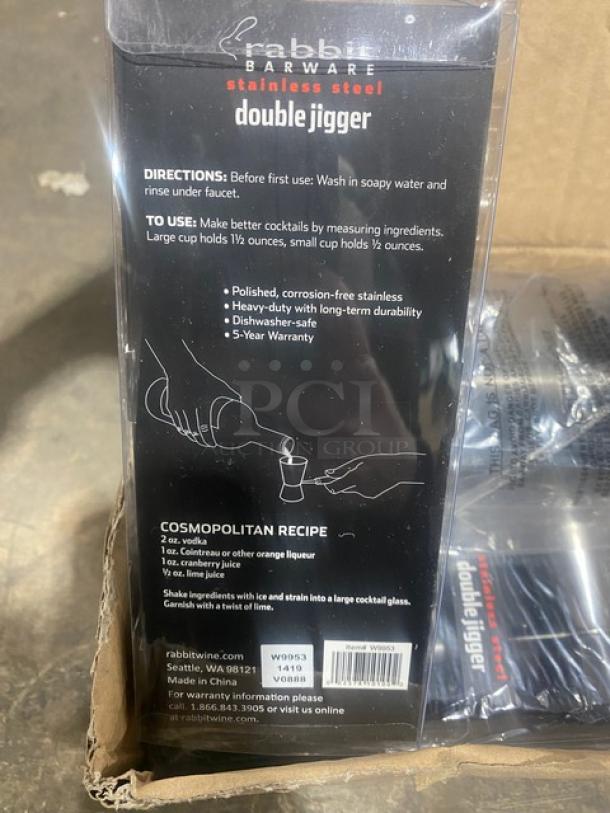 rabbit
BARWARE
stainless steel
double jigger
DIRECTIONS: Before first use: Wash in soapy water and
rinse under faucet.
TO USE: Make better cocktails by measuring ingredients.
Large cup holds 1½ ounces, small cup holds ½ ounces.
• Polished, corrosion-free stainless
• Heavy-duty with long-term durability
• Dishwasher-safe
• 5-Year Warranty
PCI
AUCTION GROUP
COSMOPOLITAN RECIPE
2 oz. vodka
1 oz. Cointreau or other orange liqueur
1 oz. cranberry juice
½ oz. lime juice
Shake ingredients with ice and strain into a large cocktail glass.
Garnish with a twist of lime.
rabbitwine.com
Seattle, WA 98121
Made in China
W9953
1419
V0888
Item# W9953
For warranty information please
call 1.866.843.3905 or visit us online
at rabbitwine.com.
stainless steel
double jigger
THIS BAG IS NOT A